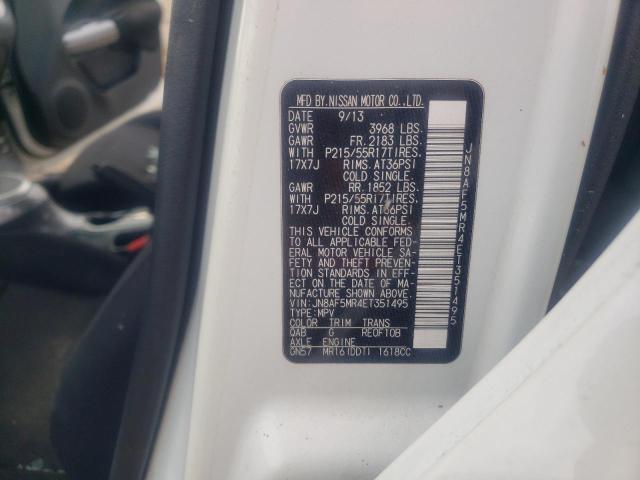 MFD BY.NISSAN MOTOR CO.,LTD.
DATE 9/13
GVWR 3968 LBS.
GAWR FR.2183 LBS.
WITH P215/55R17TIRES.
17X7J RIMS.AT36PSI
COLD SINGLE.
GAWR RR.1852 LBS.
WITH P215/55R17TIRES.
17X7J RIMS.AT36PSI
COLD SINGLE.
THIS VEHICLE CONFORMS
TO ALL APPLICABLE FED-
ERAL MOTOR VEHICLE SA-
FETY AND THEFT PREVEN-
TION STANDARDS IN EFF-
ECT ON THE DATE OF MA-
NUFACTURE SHOWN ABOVE.
VIN:JN8AF5MR4ET351495
TYPE:MPV
COLOR TRIM TRANS
QAB G RE0F10B
AXLE ENGINE
GN57 MR16(DDT) 1618CC
JN8AF5MR4ET351495